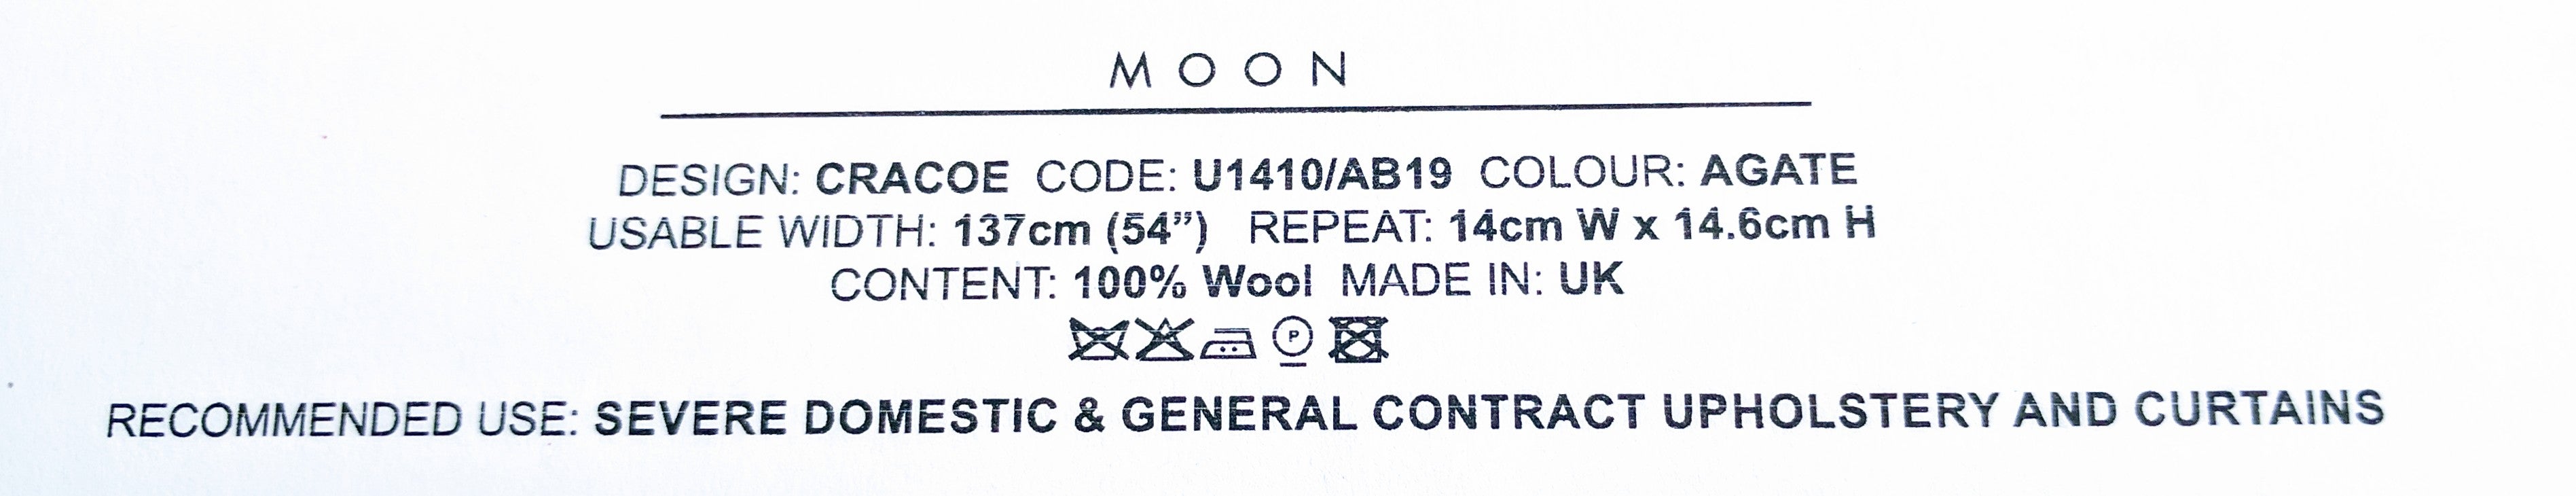 MOON
DESIGN: CRACOE CODE: U1410/AB19 COLOUR: AGATE
USABLE WIDTH: 137cm (54”) REPEAT: 14cm W x 14.6cm H
CONTENT: 100% Wool MADE IN: UK
P
RECOMMENDED USE: SEVERE DOMESTIC & GENERAL CONTRACT UPHOLSTERY AND CURTAINS